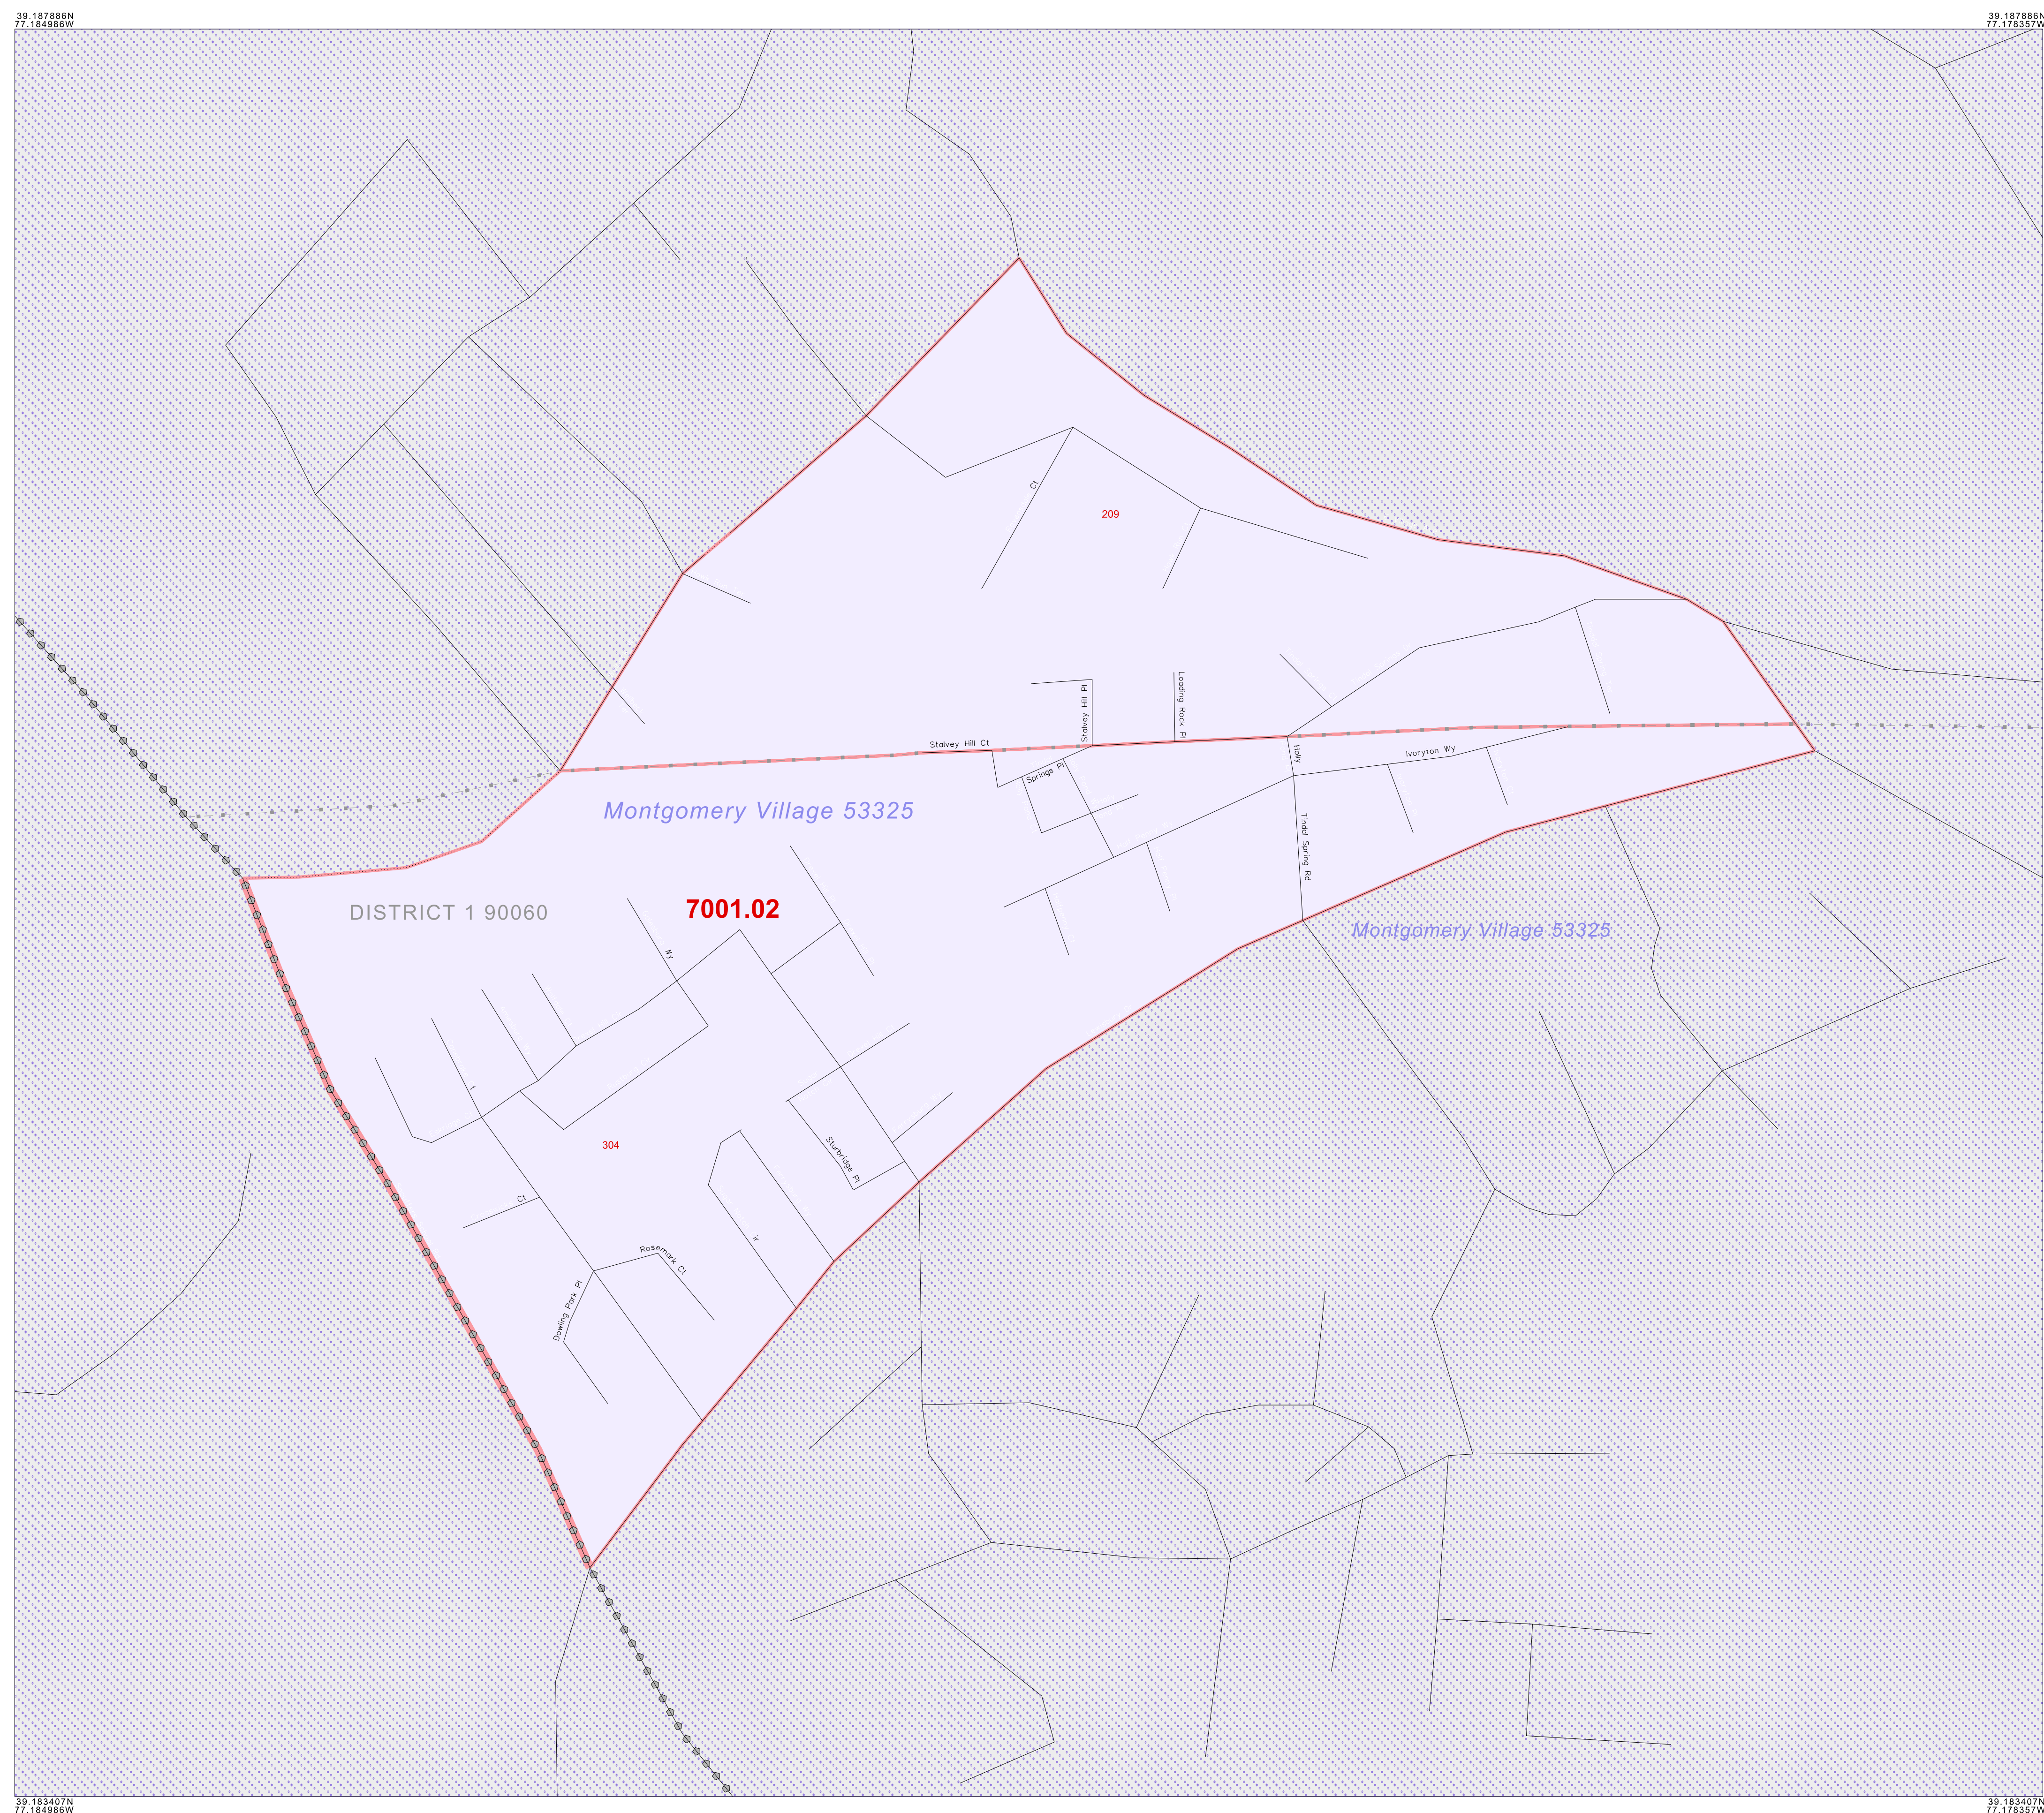 39.187886N
77.184986W
39.187886N
77.178357W
Ct
209
Stalvey Hill Pl
Loading Rock Pl
Stalvey Hill Ct
Holly
Ivoryton Wy
Springs Pl
Montgomery Village 53325
Tindal Spring Rd
DISTRICT 1 90060
7001.02
Montgomery Village 53325
Wy
t
304
Sturbridge Pl
Ct
Rosemark Ct
Dowling Park Pl
39.183407N
77.184986W
39.183407N
77.178357W